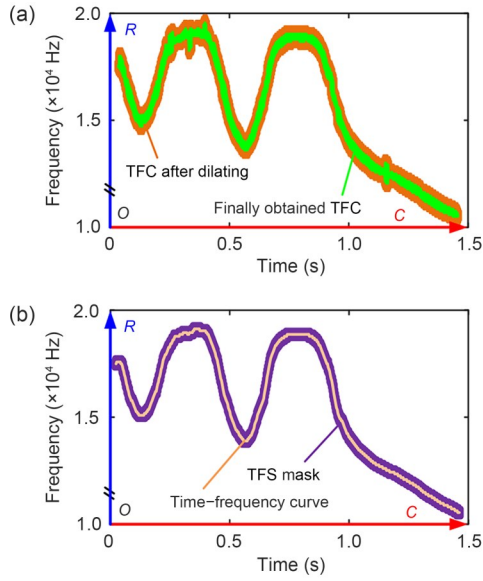 (a)
2.0
R
Frequency (×10⁴ Hz)
1.5
TFC after dilating
Finally obtained TFC
O
C
1.0
0
0.5
1.0
1.5
Time (s)
(b)
2.0
R
Frequency (×10⁴ Hz)
1.5
TFS mask
Time−frequency curve
O
C
1.0
0
0.5
1.0
1.5
Time (s)